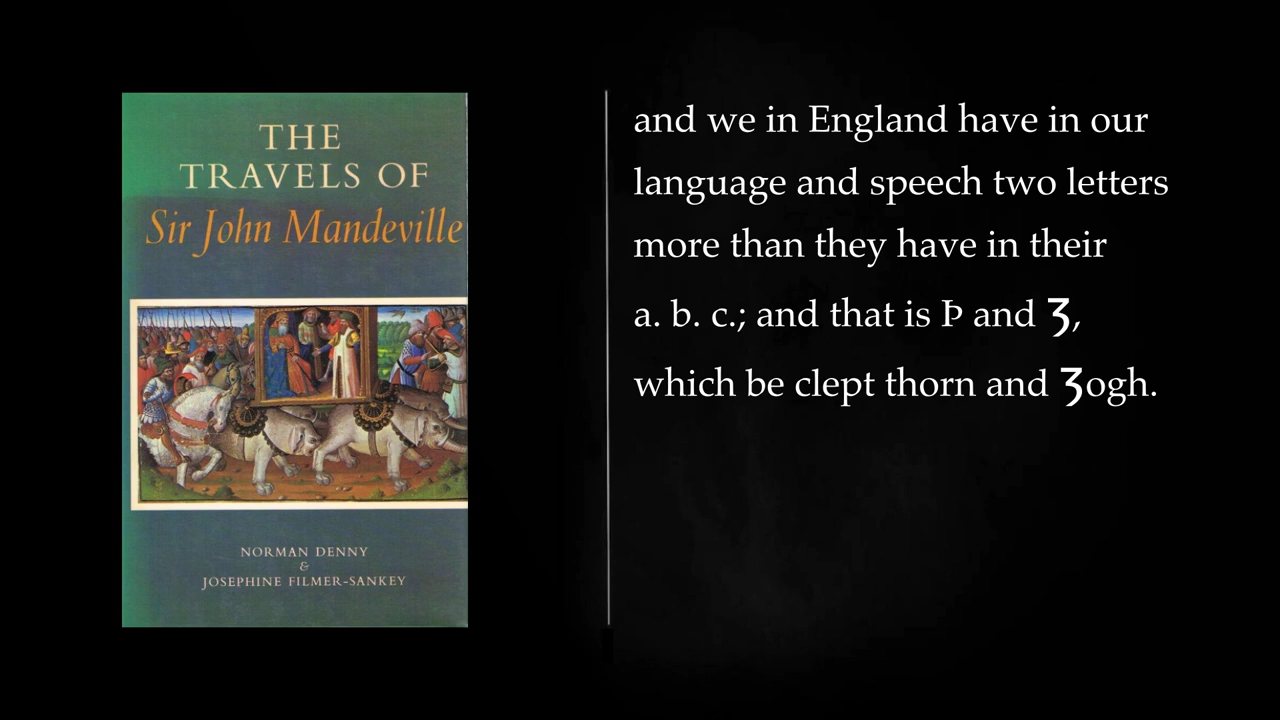 THE
TRAVELS OF
Sir John Mandeville
NORMAN DENNY
&
JOSEPHINE FILMER-SANKEY
and we in England have in our
language and speech two letters
more than they have in their
a. b. c.; and that is Þ and Ʒ,
which be clept thorn and Ʒogh.